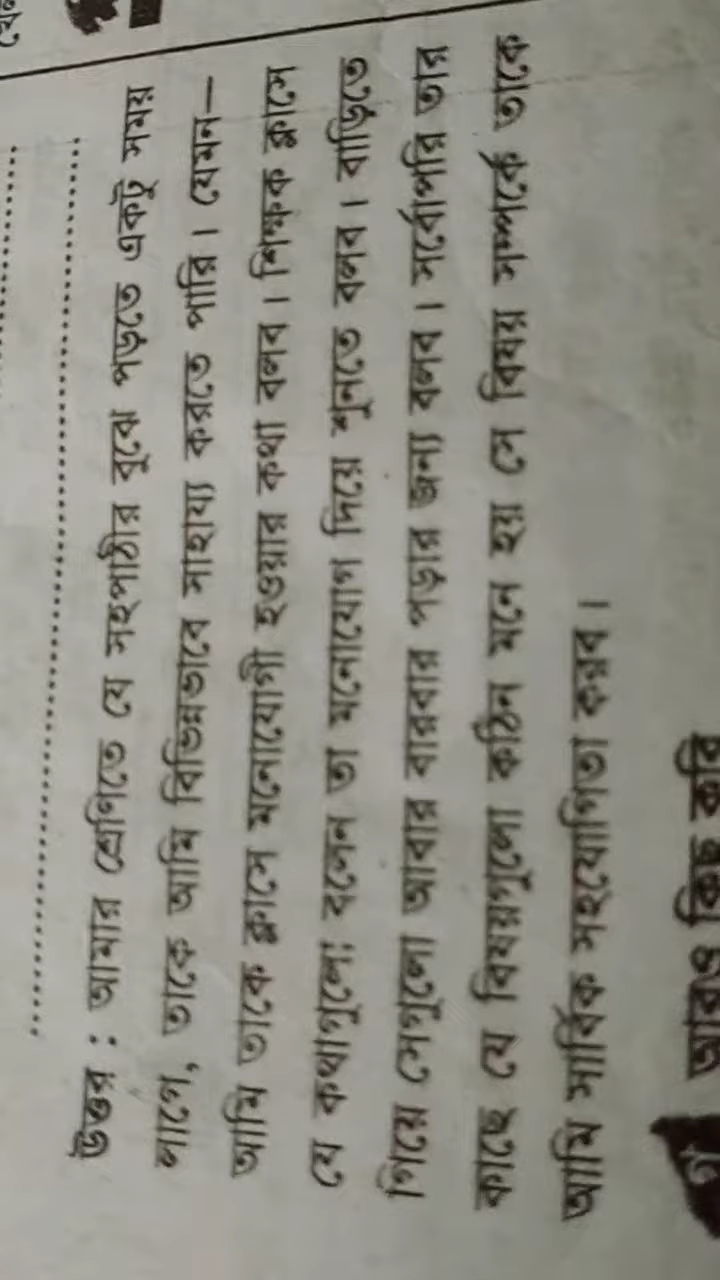 উত্তর : আমার শ্রেণিতে যে সহপাঠীর বুঝে পড়তে একটু সময়
লাগে, তাকে আমি বিভিন্নভাবে সাহায্য করতে পারি। যেমন—
আমি তাকে ক্লাসে মনোযোগী হওয়ার কথা বলব। শিক্ষক ক্লাসে
যে কথাগুলো বলেন তা মনোযোগ দিয়ে শুনতে বলব। বাড়িতে
গিয়ে সেগুলো আবার বারবার পড়ার জন্য বলব। সর্বোপরি তার
কাছে যে বিষয়গুলো কঠিন মনে হয় সে বিষয় সম্পর্কে তাকে
আমি সার্বিক সহযোগিতা করব।
আরও কিছু করি